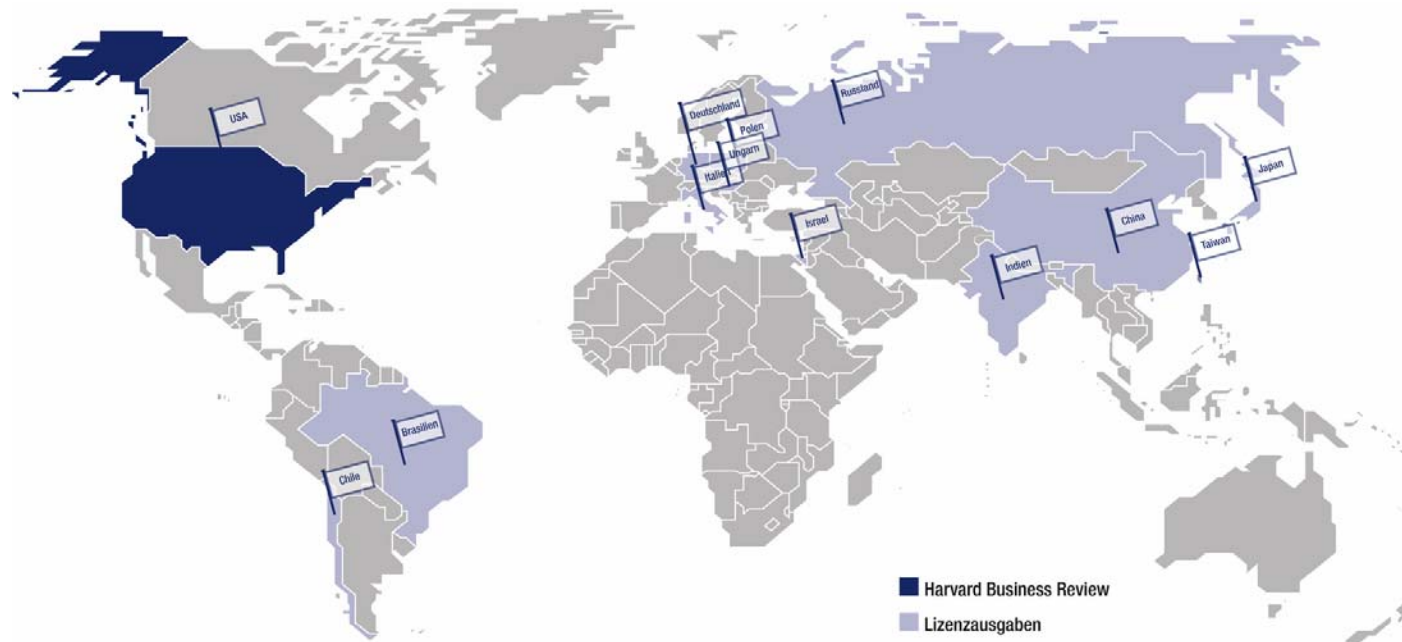 USA
Deutschland
Polen
Ungarn
Italien
Russland
Israel
Indien
China
Japan
Taiwan
Brasilien
Chile
Harvard Business Review
Lizenzausgaben